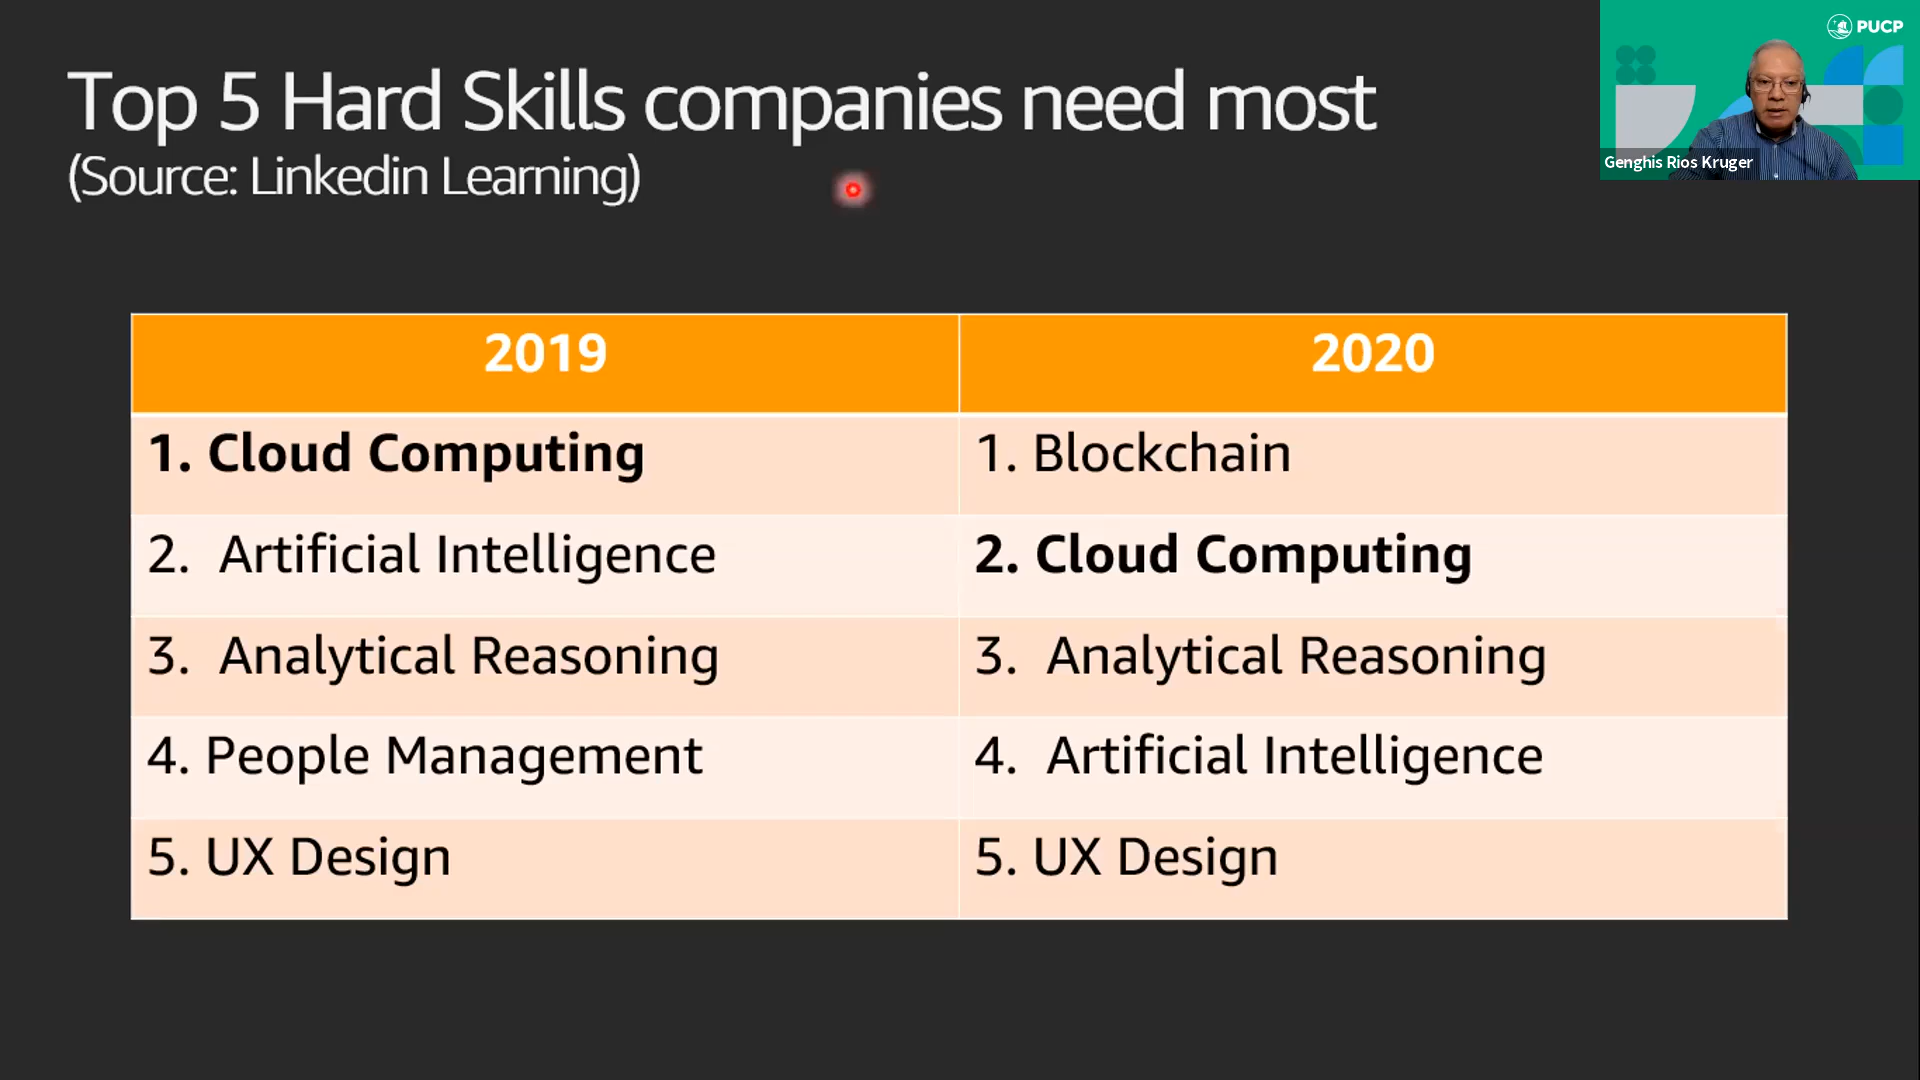 Top 5 Hard Skills companies need most
(Source: Linkedin Learning)
PUCP
Genghis Rios Kruger
2019
2020
1. Cloud Computing
1. Blockchain
2. Artificial Intelligence
2. Cloud Computing
3. Analytical Reasoning
3. Analytical Reasoning
4. People Management
4. Artificial Intelligence
5. UX Design
5. UX Design